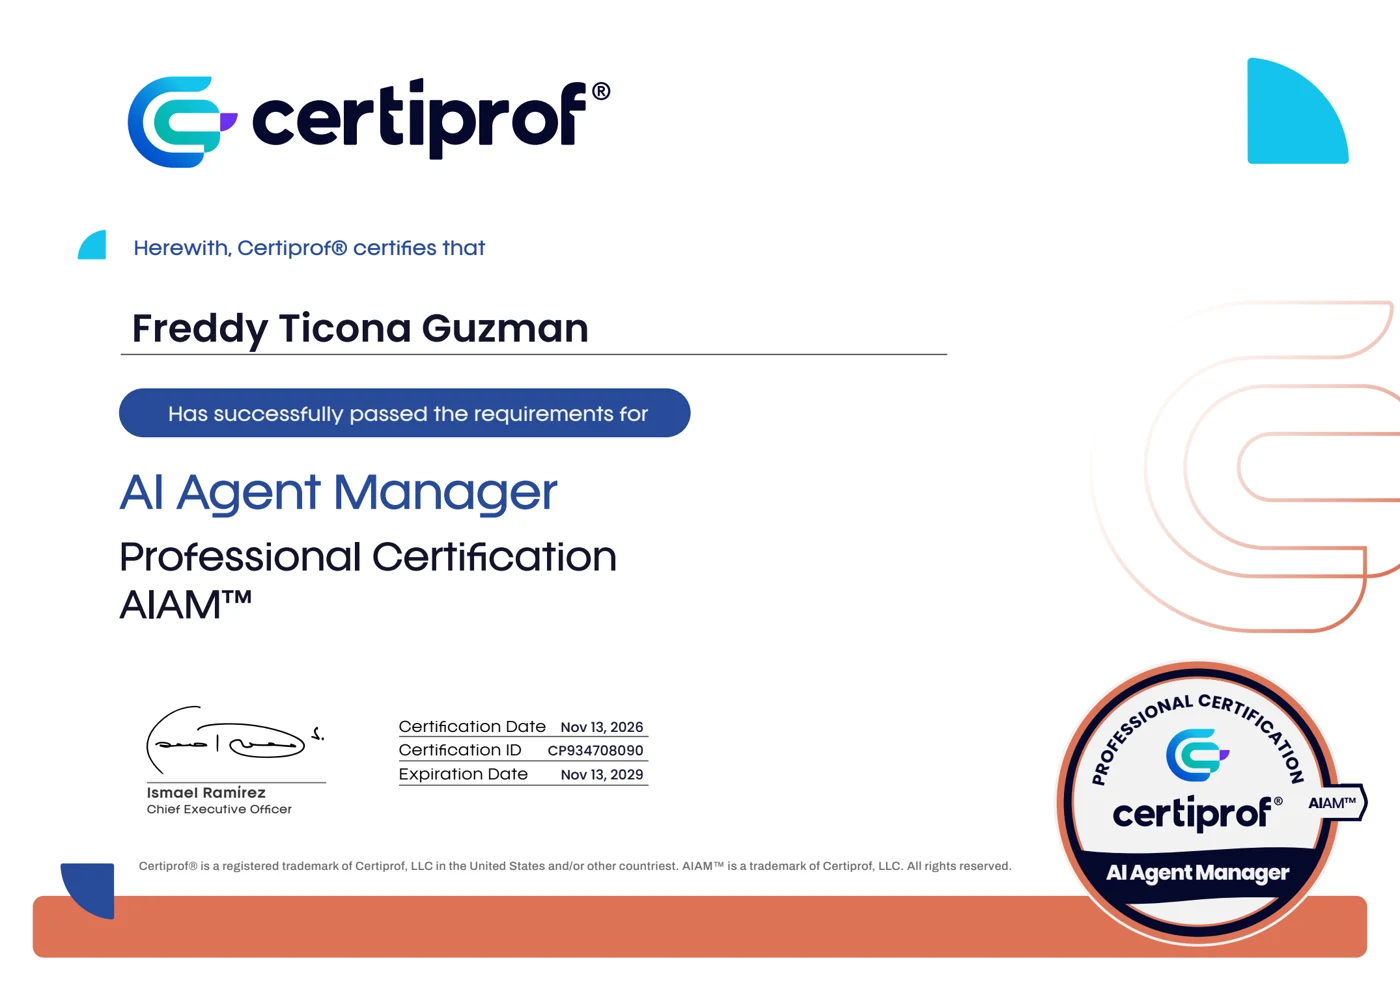 certiprof®
Herewith, Certiprof® certifies that
Freddy Ticona Guzman
Has successfully passed the requirements for
AI Agent Manager
Professional Certification
AIAM™
Certification Date Nov 13, 2026
Certification ID CP934708090
Expiration Date Nov 13, 2029
Ismael Ramírez
Chief Executive Officer
PROFESSIONAL CERTIFICATION
certiprof®
AIAM™
AI Agent Manager
Certiprof® is a registered trademark of Certiprof, LLC in the United States and/or other countriest. AIAM™ is a trademark of Certiprof, LLC. All rights reserved.